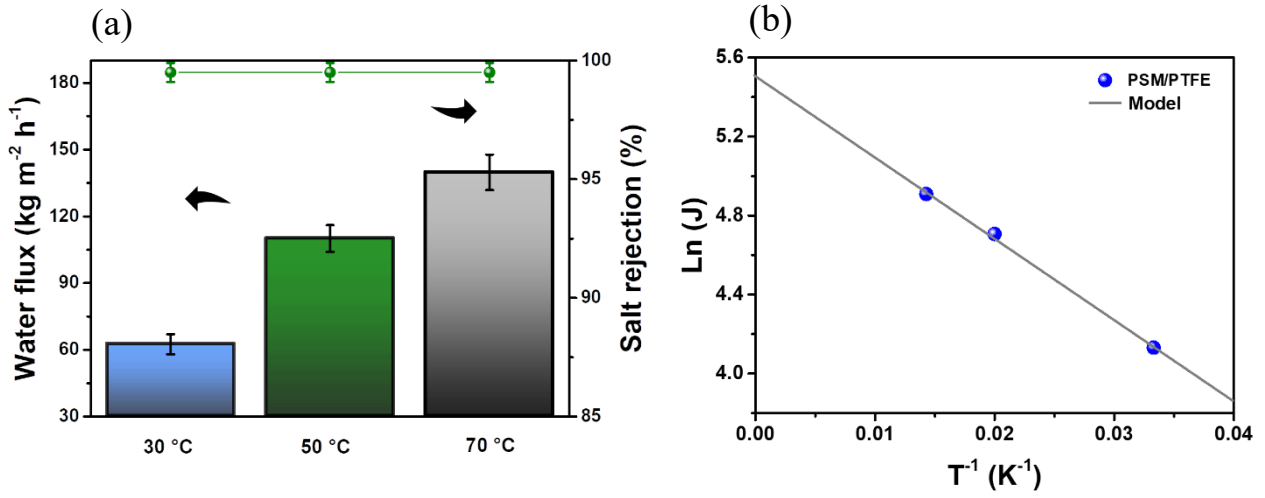 (a)
Water flux (kg m⁻² h⁻¹)
180
150
120
90
60
30
30 °C
50 °C
70 °C
100
95
90
85
Salt rejection (%)
(b)
Ln (J)
5.6
5.2
4.8
4.4
4.0
PSM/PTFE
Model
0.00
0.01
0.02
0.03
0.04
T⁻¹ (K⁻¹)